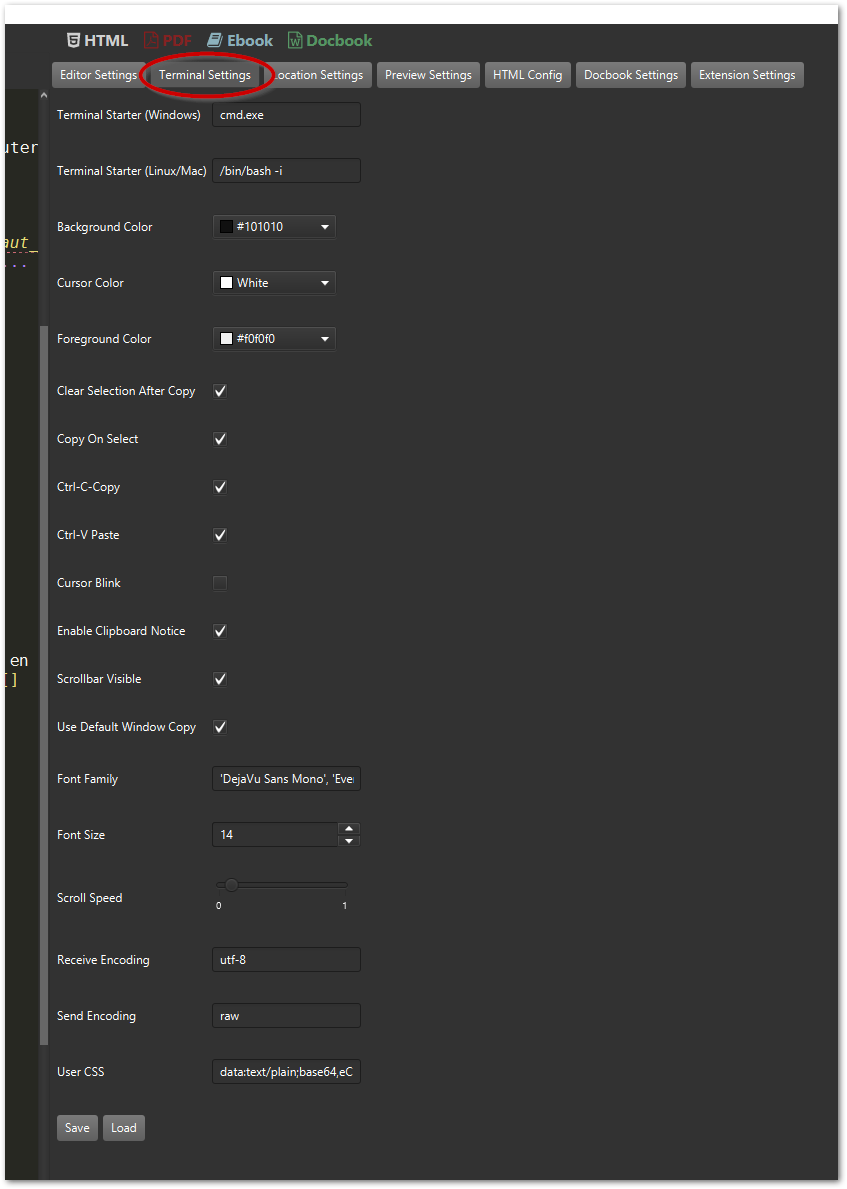 HTML PDF Ebook Docbook
Editor Settings Terminal Settings ocation Settings Preview Settings HTML Config Docbook Settings Extension Settings
Terminal Starter (Windows) cmd.exe
uter
Terminal Starter (Linux/Mac) /bin/bash -i
Background Color #101010
aut_
...
Cursor Color White
Foreground Color #f0f0f0
Clear Selection After Copy
Copy On Select
Ctrl-C-Copy
Ctrl-V Paste
Cursor Blink
Enable Clipboard Notice
en
[]
Scrollbar Visible
Use Default Window Copy
Font Family 'DejaVu Sans Mono', 'Eve
Font Size 14
Scroll Speed
0 1
Receive Encoding utf-8
Send Encoding raw
User CSS data:text/plain;base64,eC
Save Load